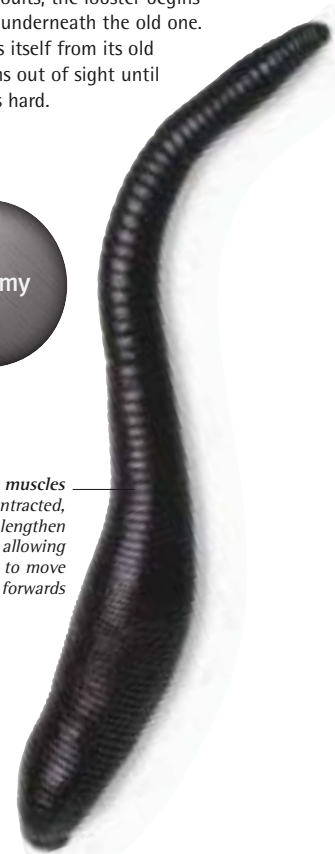 oults, the lobster begins
underneath the old one.
s itself from its old
ns out of sight until
s hard.
my
muscles
ntracted,
lengthen
allowing
to move
forwards